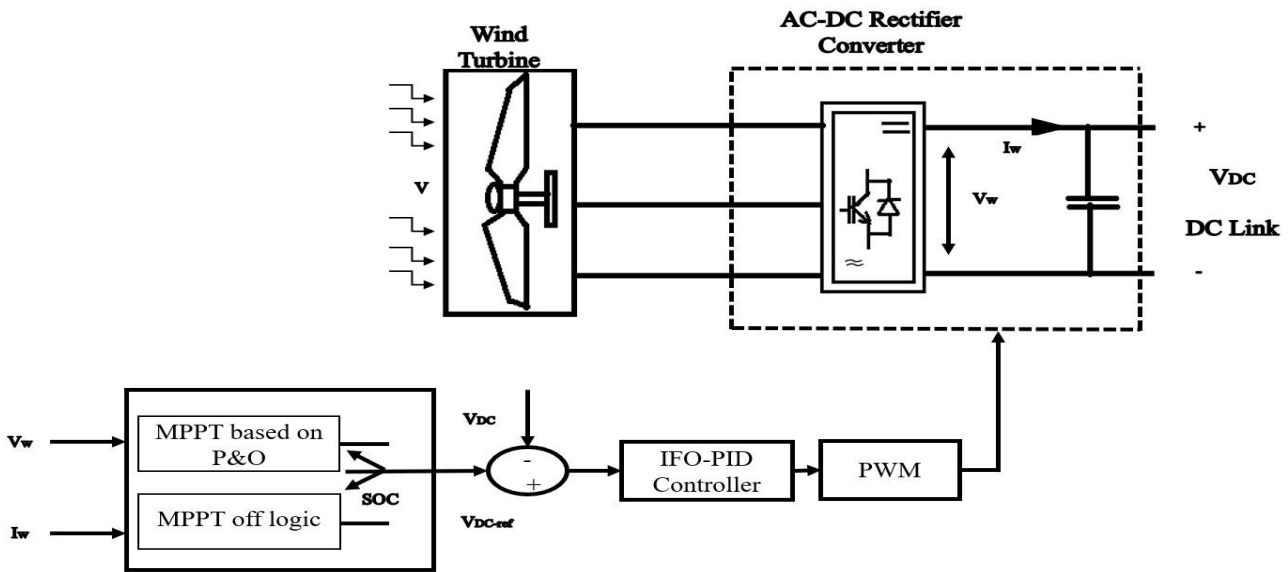 Wind
Turbine
AC-DC Rectifier
Converter
V
Iw
Vw
+
VDC
DC Link
-
Vw
Iw
MPPT based on
P&O
MPPT off logic
SOC
VDC
-
+
VDC-ref
IFO-PID
Controller
PWM